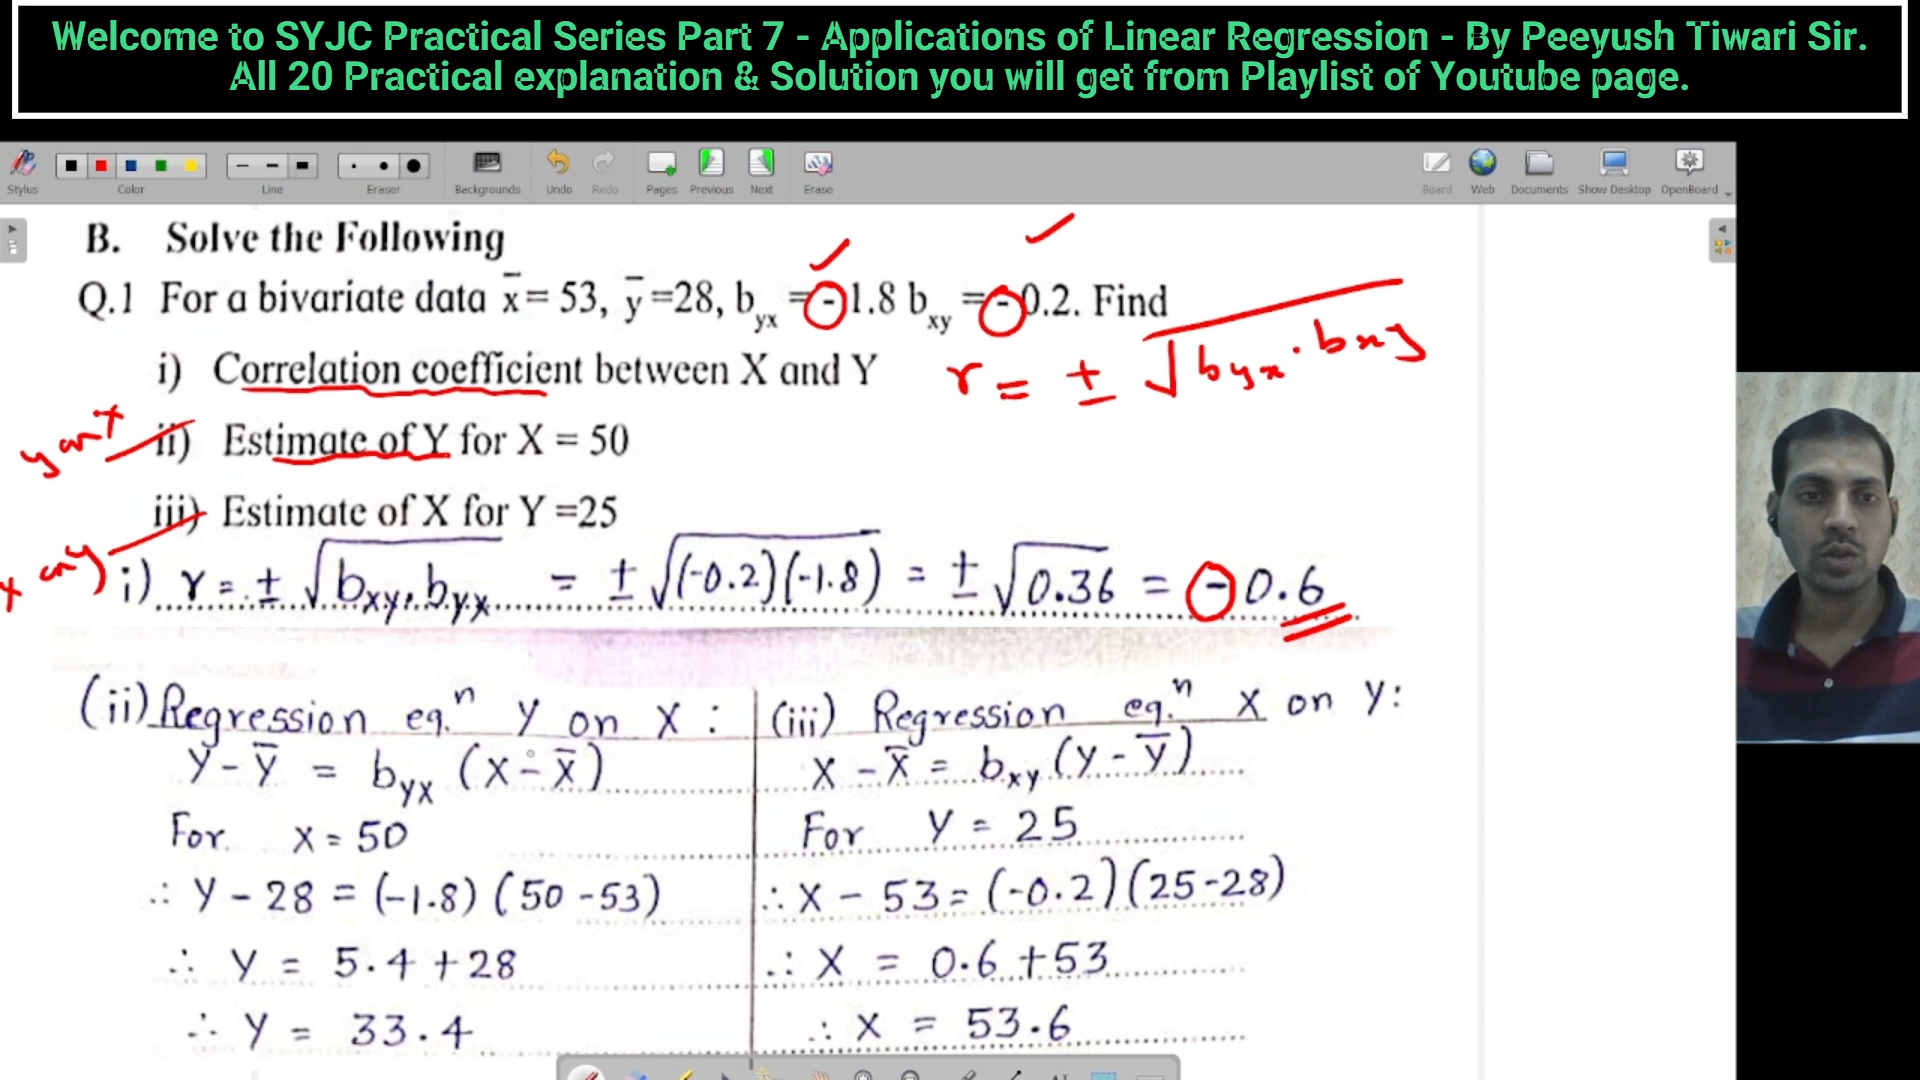 Welcome to SYJC Practical Series Part 7 - Applications of Linear Regression - By Peeyush Tiwari Sir.
All 20 Practical explanation & Solution you will get from Playlist of Youtube page.
Stylus Color Line Eraser Backgrounds Undo Redo Pages Previous Next Erase Board Web Documents Show Desktop OpenBoard
B. Solve the Following
Q.1 For a bivariate data x̄ = 53, ȳ =28, byx = -1.8 bxy = -0.2. Find
i) Correlation coefficient between X and Y
r = ± √byx . bxy
y on x
ii) Estimate of Y for X = 50
iii) Estimate of X for Y =25
x on y
i) r = ± √bxy . byx = ± √(-0.2)(-1.8) = ± √0.36 = -0.6
(ii) Regression eq.ⁿ Y on X :
Y - ȳ = byx (X - x̄)
For X = 50
∴ Y - 28 = (-1.8) (50 - 53)
∴ Y = 5.4 + 28
∴ Y = 33.4
(iii) Regression eq.ⁿ X on Y:
X - x̄ = bxy (Y - ȳ)
For Y = 25
∴ X - 53 = (-0.2) (25-28)
∴ X = 0.6 + 53
∴ X = 53.6